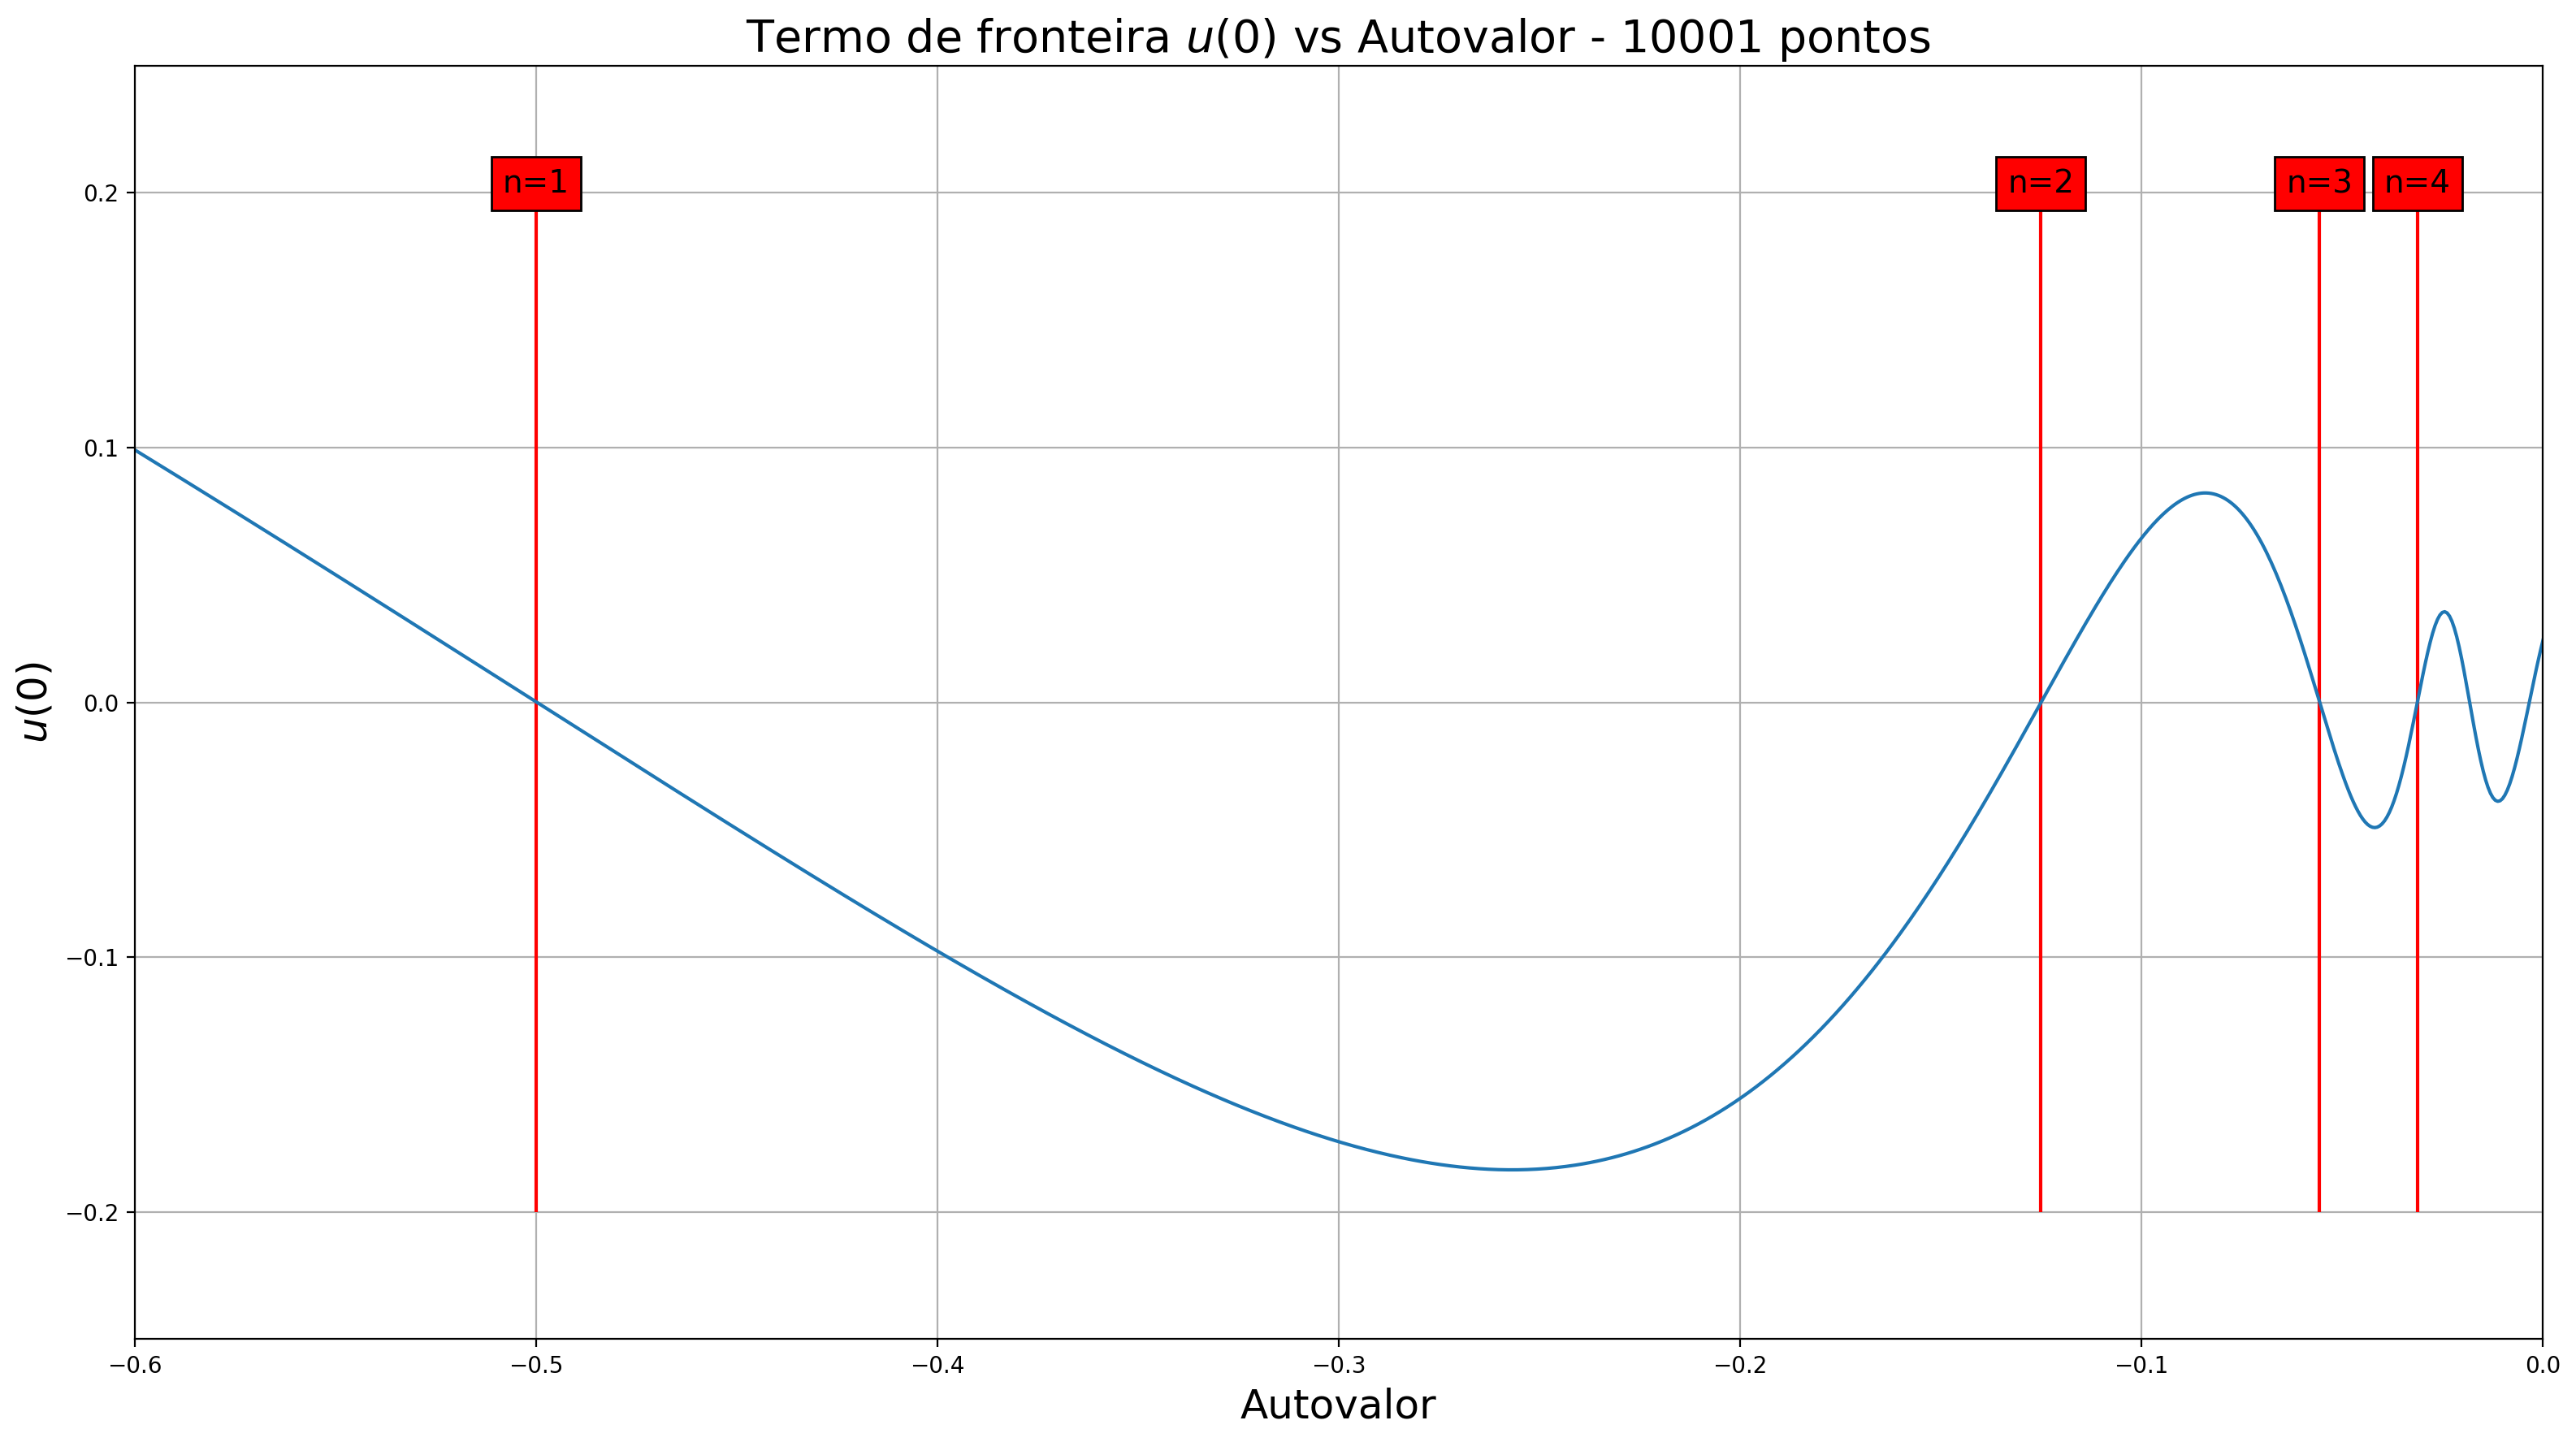 Termo de fronteira u(0) vs Autovalor - 10001 pontos
n=1
n=2
n=3
n=4
0.2
0.1
0.0
−0.1
−0.2
u(0)
−0.6
−0.5
−0.4
−0.3
−0.2
−0.1
0.0
Autovalor